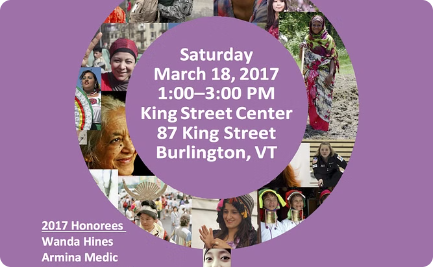 Saturday
March 18, 2017
1:00–3:00 PM
King Street Center
87 King Street
Burlington, VT
2017 Honorees
Wanda Hines
Armina Medic